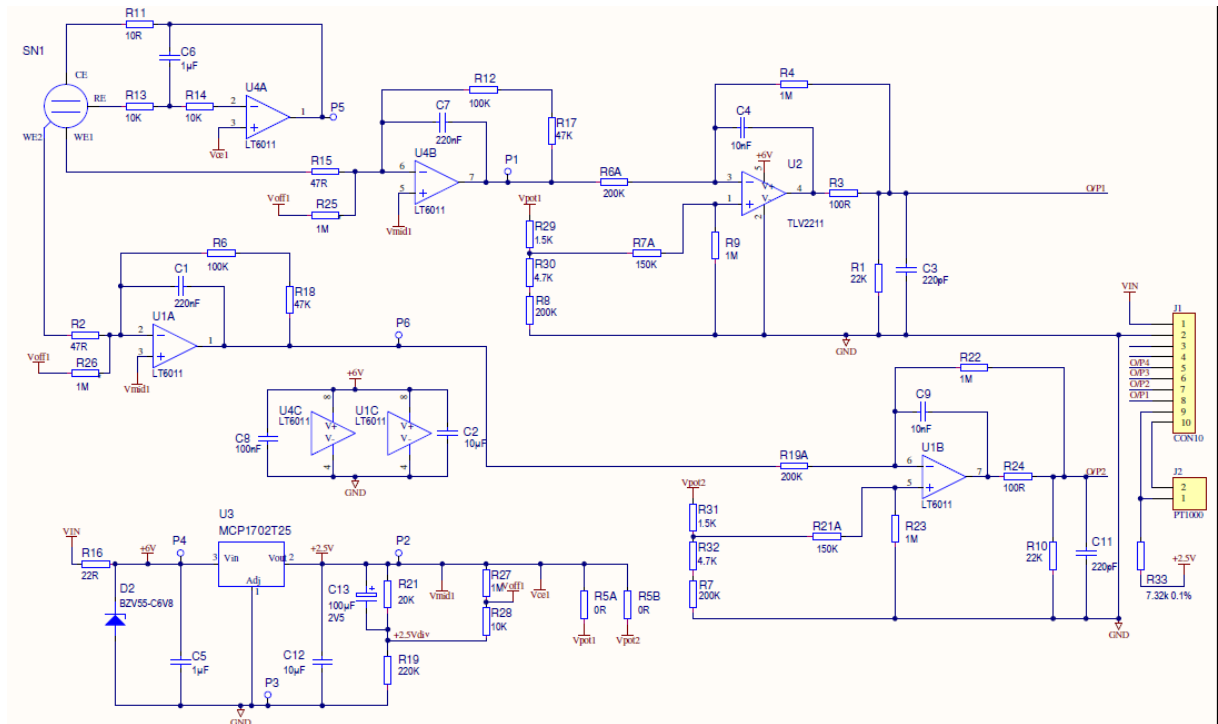 R11
10R
SN1
C6
1µF
CE
U4A
RE
R13
10K
R14
10K
2
3
1
P5
LT6011
Vce1
WE2
WE1
R12
100K
C7
220nF
R17
47K
R15
47R
U4B
6
5
7
P1
LT6011
Voff1
R25
1M
Vmid1
R4
1M
C4
10nF
+6V
U2
R6A
200K
3
1
5
V+
V-
2
4
R3
100R
O/P1
TLV2211
Vpot1
R29
1.5K
R7A
150K
R30
4.7K
R9
1M
R8
200K
R1
22K
C3
220pF
GND
R6
100K
C1
220nF
R18
47K
R2
47R
U1A
2
3
1
P6
LT6011
Voff1
R26
1M
Vmid1
+6V
U4C
LT6011
U1C
LT6011
8
8
V+
V-
V+
V-
4
4
C8
100nF
C2
10µF
GND
VIN
J1
1
2
3
4
5
6
7
8
9
10
O/P4
O/P3
O/P2
O/P1
CON10
J2
2
1
PT1000
R22
1M
C9
10nF
U1B
R19A
200K
6
5
7
R24
100R
O/P2
LT6011
Vpot2
R31
1.5K
R21A
150K
R32
4.7K
R23
1M
R7
200K
R10
22K
C11
220pF
GND
+2.5V
R33
7.32k 0.1%
VIN
R16
22R
+6V
P4
U3
MCP1702T25
3
Vin
Vout
2
Adj
1
+2.5V
P2
D2
BZV55-C6V8
C5
1µF
C13
100µF
2V5
R21
20K
Vmid1
R27
1M
Voff1
R28
10K
Vce1
R5A
0R
R5B
0R
Vpot1
Vpot2
+2.5Vdiv
C12
10µF
R19
220K
P3
GND